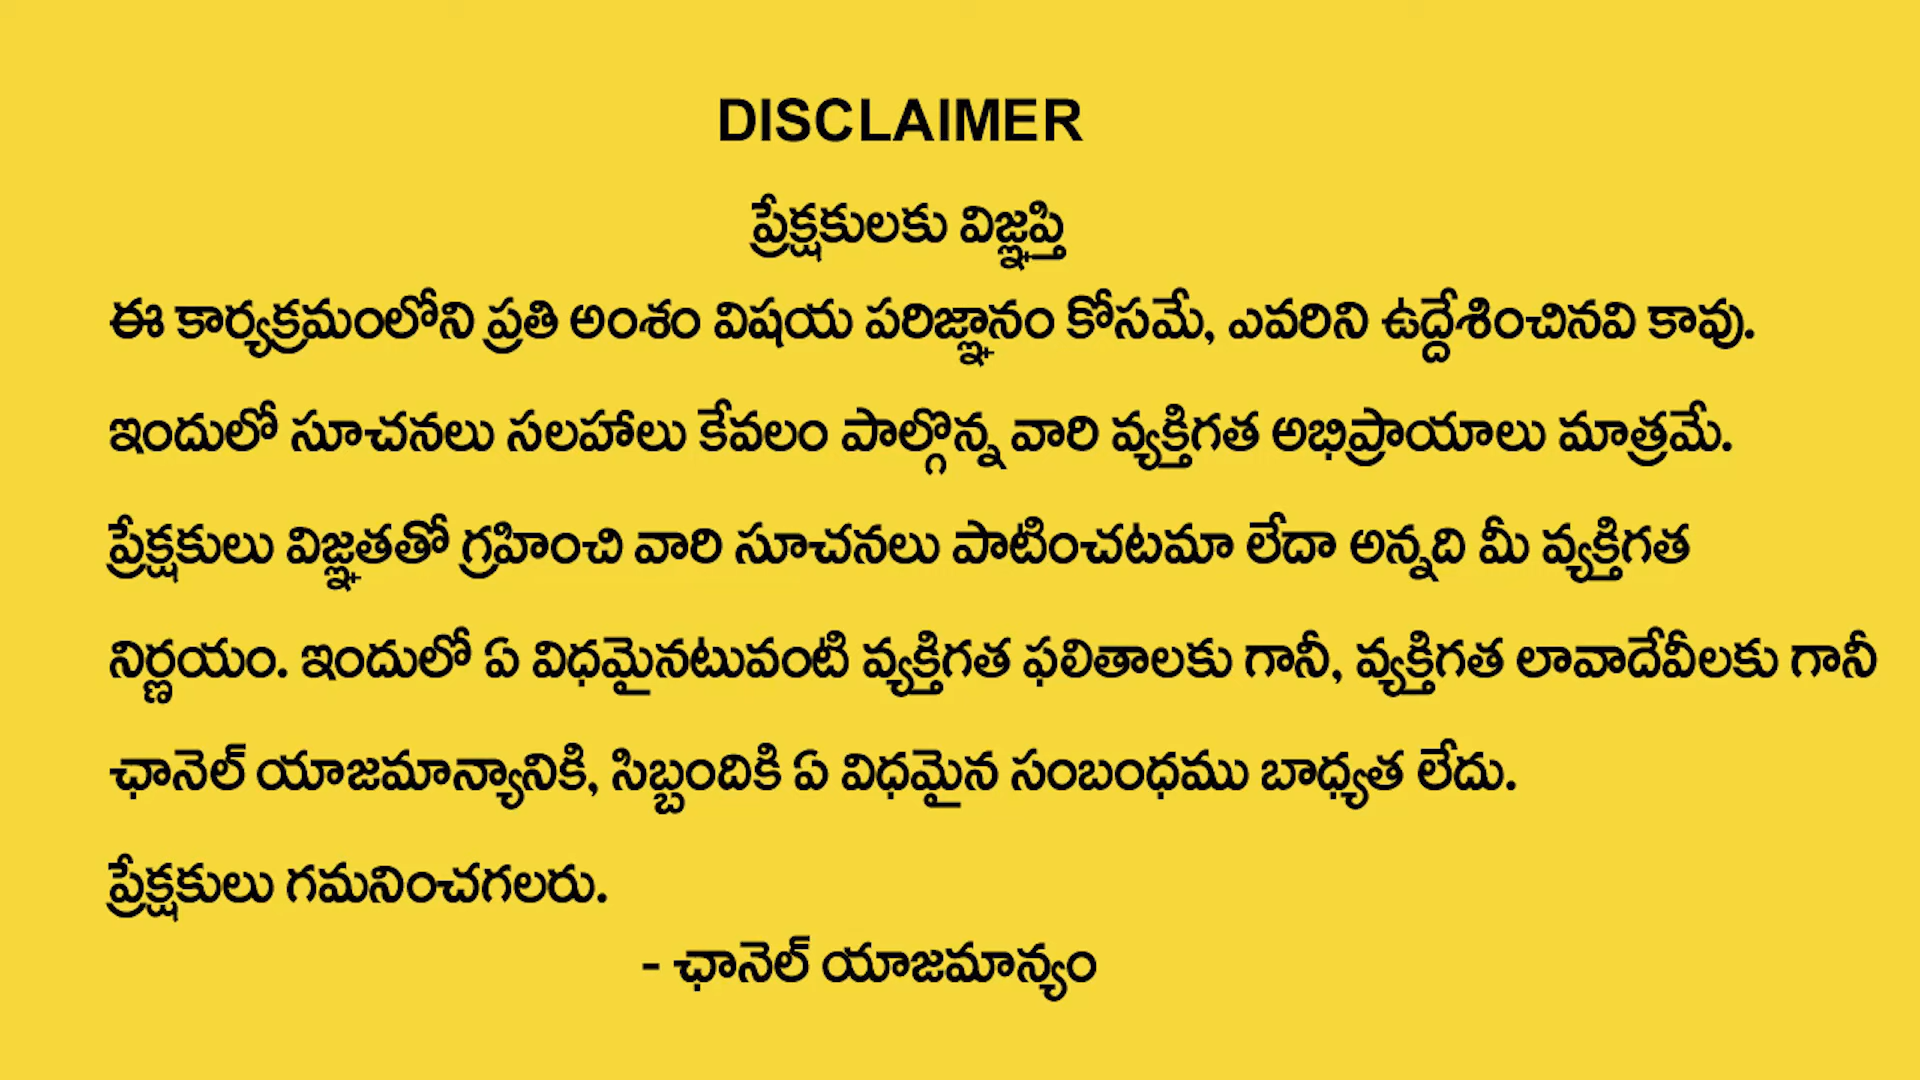 DISCLAIMER
ప్రేక్షకులకు విజ్ఞప్తి
ఈ కార్యక్రమంలోని ప్రతి అంశం విషయ పరిజ్ఞానం కోసమే, ఎవరిని ఉద్దేశించినవి కావు.
ఇందులో సూచనలు సలహాలు కేవలం పాల్గొన్న వారి వ్యక్తిగత అభిప్రాయాలు మాత్రమే.
ప్రేక్షకులు విజ్ఞతతో గ్రహించి వారి సూచనలు పాటించటమా లేదా అన్నది మీ వ్యక్తిగత
నిర్ణయం. ఇందులో ఏ విధమైనటువంటి వ్యక్తిగత ఫలితాలకు గానీ, వ్యక్తిగత లావాదేవీలకు గానీ
ఛానెల్ యాజమాన్యానికి, సిబ్బందికి ఏ విధమైన సంబంధము బాధ్యత లేదు.
ప్రేక్షకులు గమనించగలరు.
- ఛానెల్ యాజమాన్యం